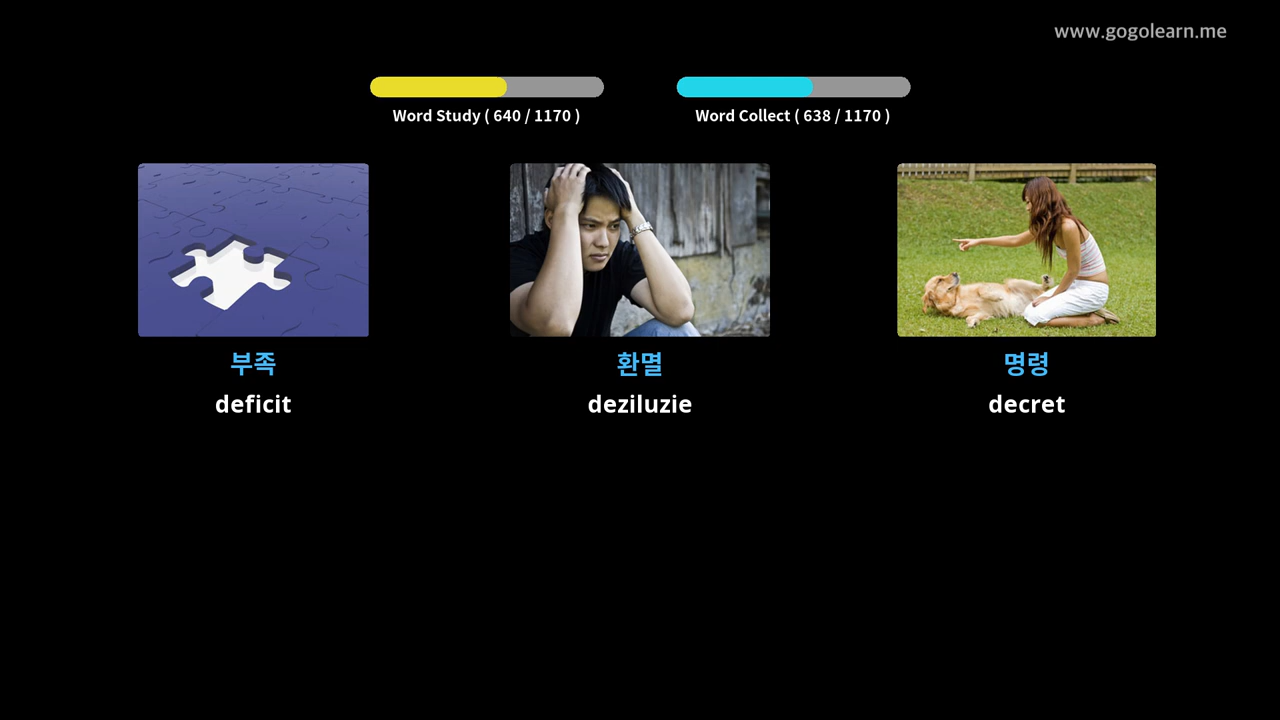 www.gogolearn.me
Word Study ( 640 / 1170 )
Word Collect ( 638 / 1170 )
부족
환멸
명령
deficit
deziluzie
decret